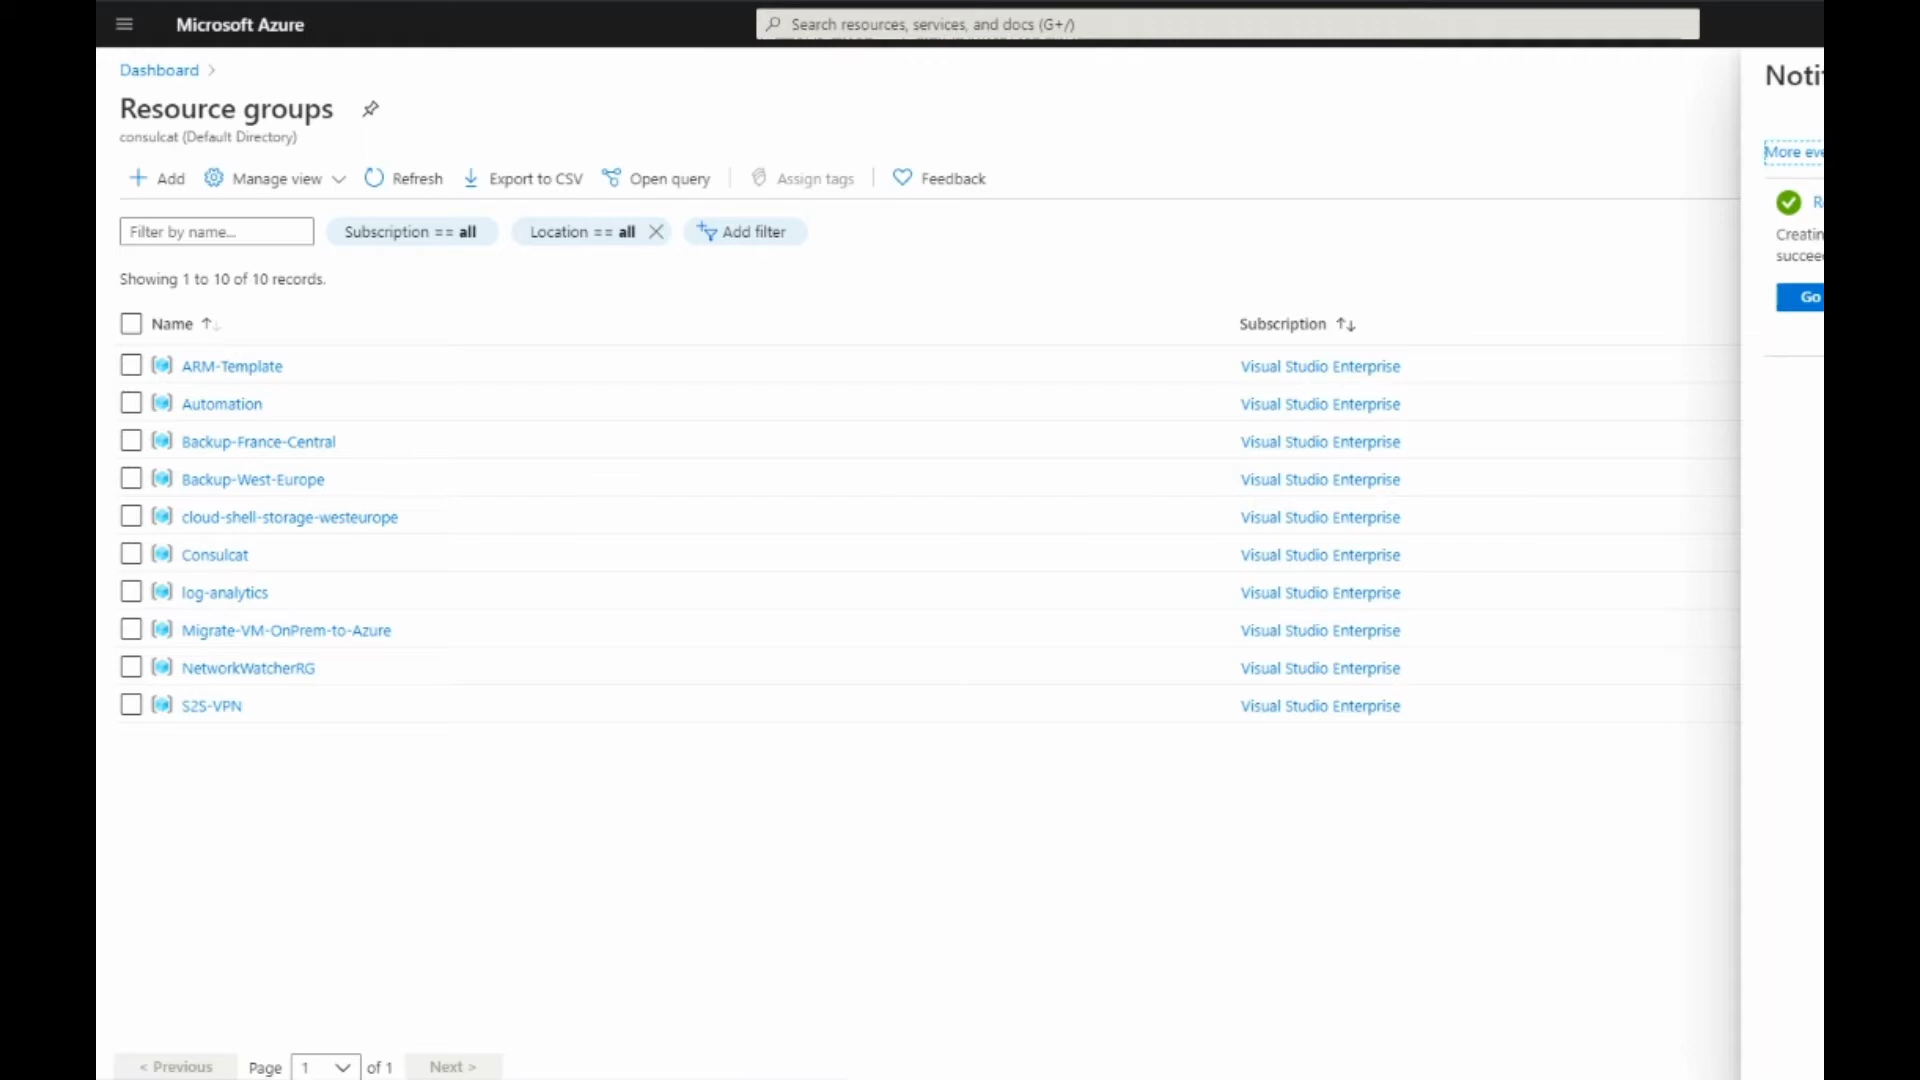 Microsoft Azure
Search resources, services, and docs (G+/)
Dashboard
Resource groups
consulcat (Default Directory)
Add Manage view Refresh Export to CSV Open query Assign tags Feedback
Filter by name... Subscription == all Location == all Add filter
Showing 1 to 10 of 10 records.
Name Subscription
ARM-Template Visual Studio Enterprise
Automation Visual Studio Enterprise
Backup-France-Central Visual Studio Enterprise
Backup-West-Europe Visual Studio Enterprise
cloud-shell-storage-westeurope Visual Studio Enterprise
Consulcat Visual Studio Enterprise
log-analytics Visual Studio Enterprise
Migrate-VM-OnPrem-to-Azure Visual Studio Enterprise
NetworkWatcherRG Visual Studio Enterprise
S2S-VPN Visual Studio Enterprise
< Previous Page 1 of 1 Next >
Noti
More eve
R
Creatin
succee
Go